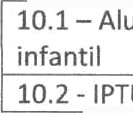 10.1 – Alu
infantil
10.2 - IPTU